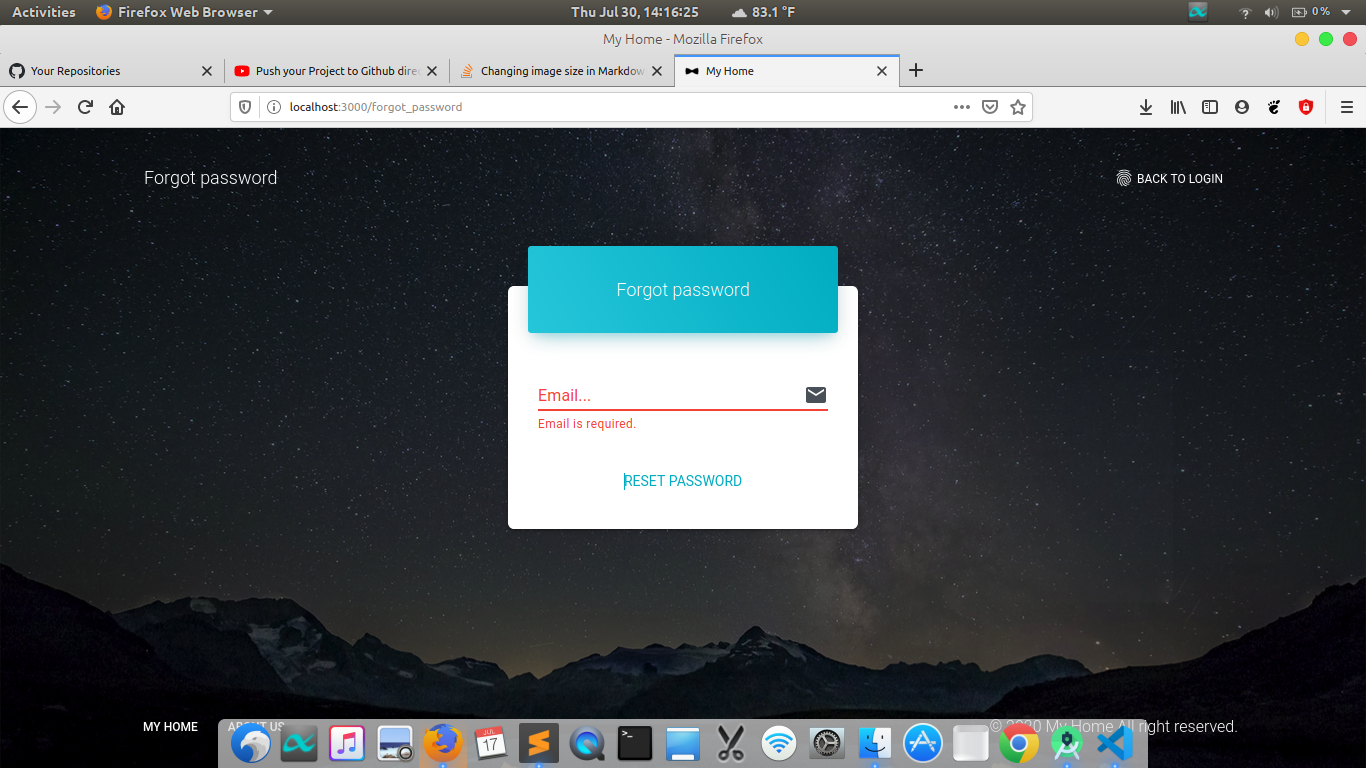 Activities Firefox Web Browser Thu Jul 30, 14:16:25 83.1 °F 0 %
My Home - Mozilla Firefox
Your Repositories Push your Project to Github dire Changing image size in Markdow My Home
localhost:3000/forgot_password
Forgot password BACK TO LOGIN
Forgot password
Email...
Email is required.
RESET PASSWORD
MY HOME ABOUT US © 2020 My Home All right reserved.
JUL
17
>_